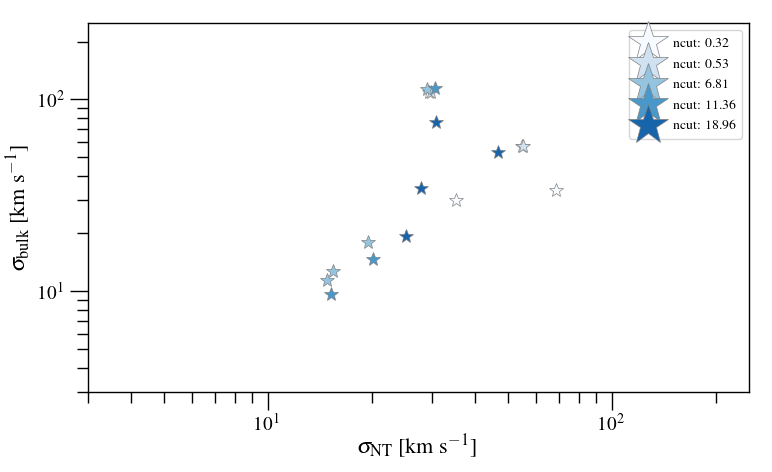 ncut: 0.32
ncut: 0.53
ncut: 6.81
ncut: 11.36
ncut: 18.96
10²
10¹
σbulk [km s⁻¹]
10¹ 10²
σNT [km s⁻¹]